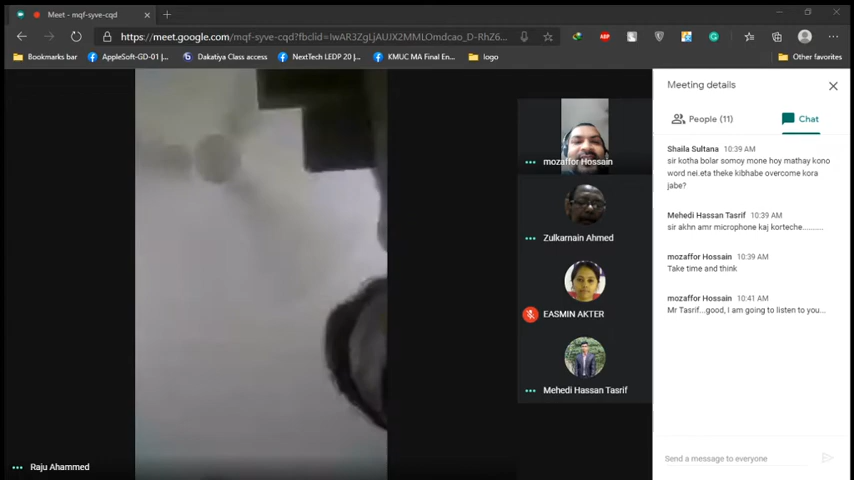 Meet - mqf-syve-cqd
https://meet.google.com/mqf-syve-cqd?fbclid=IwAR3ZgLjAUJX2MMLOmdcao_D-RhZ6...
Bookmarks bar
AppleSoft-GD-01 |...
Dakatiya Class access
NextTech LEDP 20 |...
KMUC MA Final En...
logo
Other favorites
Meeting details
People (11)
Chat
Shaila Sultana 10:39 AM
sir kotha bolar somoy mone hoy mathay kono
word nei.eta theke kibhabe overcome kora
jabe?
Mehedi Hassan Tasrif 10:39 AM
sir akhn amr microphone kaj korteche..........
mozaffor Hossain 10:39 AM
Take time and think
mozaffor Hossain 10:41 AM
Mr Tasrif...good, I am going to listen to you...
Send a message to everyone
mozaffor Hossain
Zulkarnain Ahmed
EASMIN AKTER
Mehedi Hassan Tasrif
Raju Ahammed